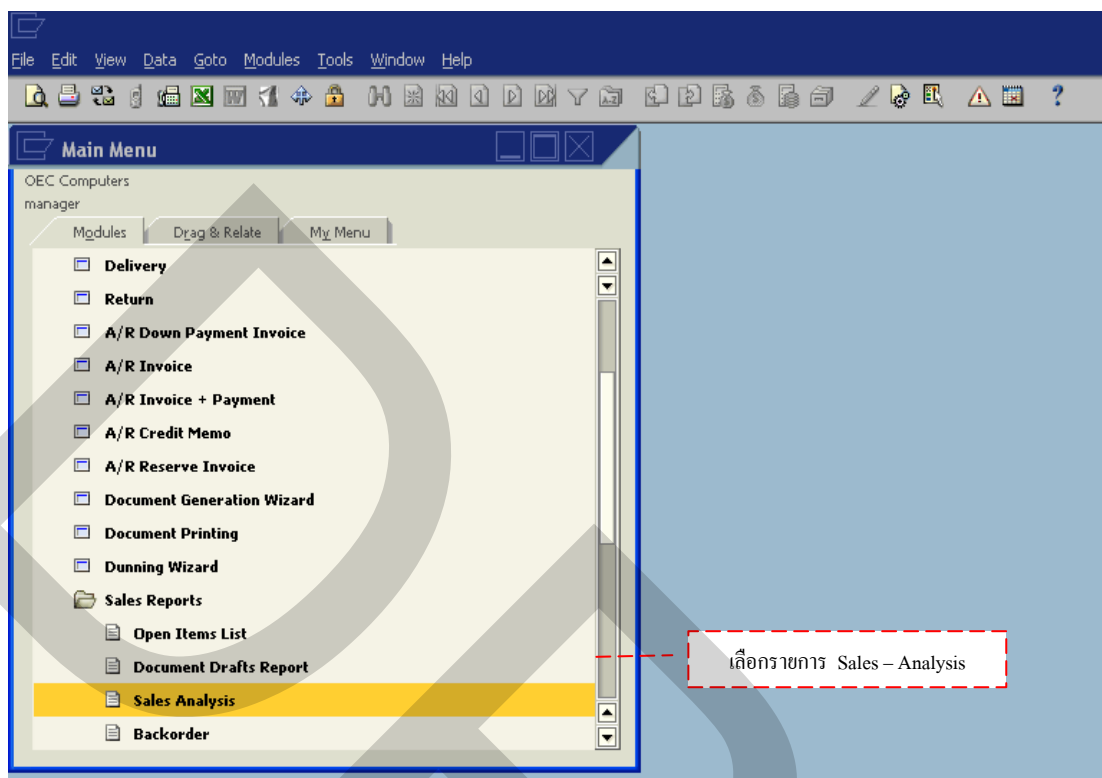 File Edit View Data Goto Modules Tools Window Help
Main Menu
OEC Computers
manager
Modules Drag & Relate My Menu
Delivery
Return
A/R Down Payment Invoice
A/R Invoice
A/R Invoice + Payment
A/R Credit Memo
A/R Reserve Invoice
Document Generation Wizard
Document Printing
Dunning Wizard
Sales Reports
Open Items List
Document Drafts Report
เลือกรายการ Sales – Analysis
Sales Analysis
Backorder